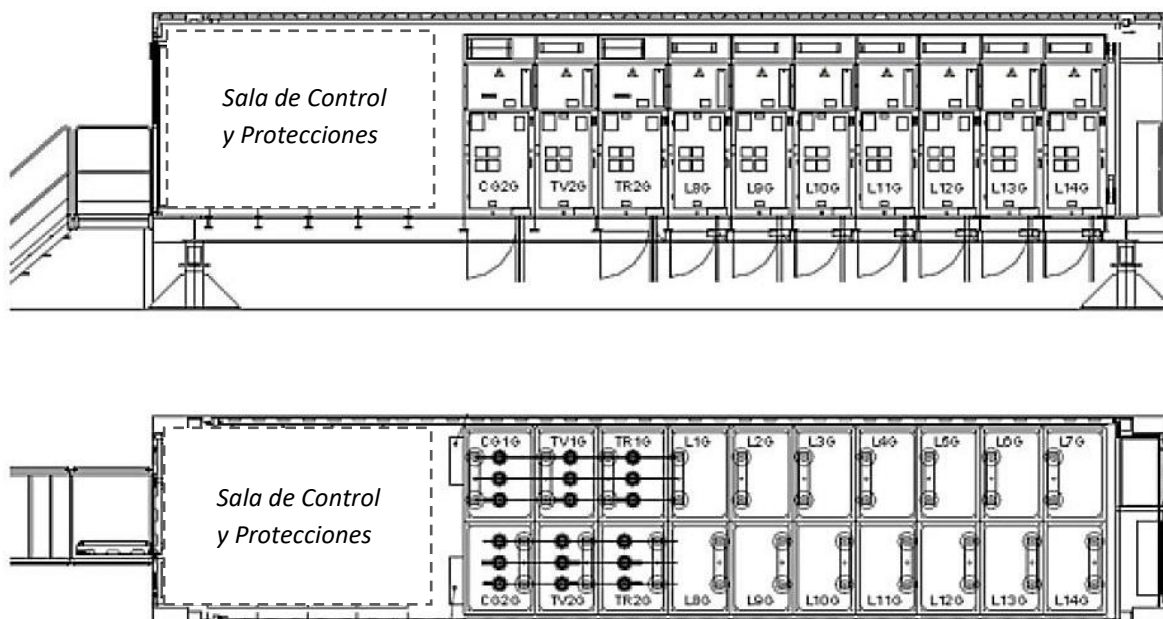 Sala de Control
y Protecciones
CG2G TV2G TR2G L8G L9G L10G L11G L12G L13G L14G
CG1G TV1G TR1G L1G L2G L3G L4G L5G L6G L7G
Sala de Control
y Protecciones
CG2G TV2G TR2G L8G L9G L10G L11G L12G L13G L14G